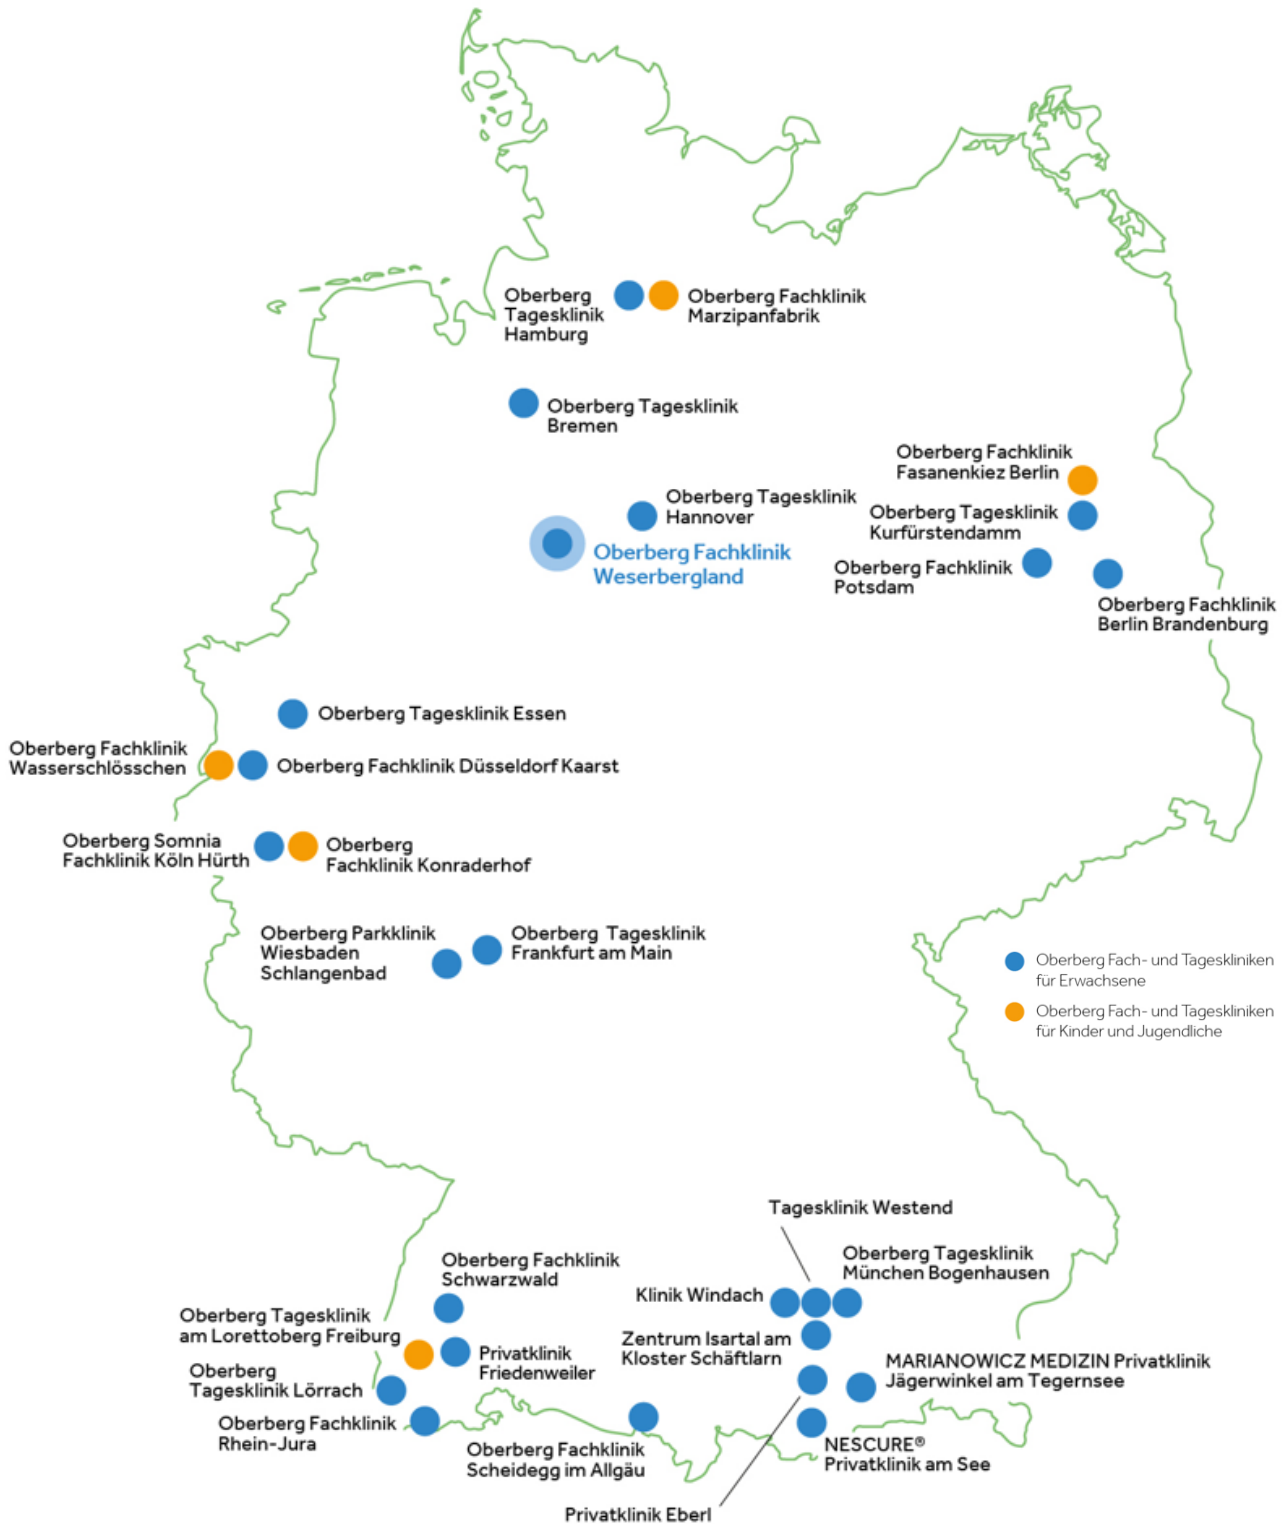 Oberberg
Tagesklinik
Hamburg
Oberberg Fachklinik
Marzipanfabrik
Oberberg Tagesklinik
Bremen
Oberberg Fachklinik
Fasanenkiez Berlin
Oberberg Tagesklinik
Hannover
Oberberg Tagesklinik
Kurfürstendamm
Oberberg Fachklinik
Weserbergland
Oberberg Fachklinik
Potsdam
Oberberg Fachklinik
Berlin Brandenburg
Oberberg Tagesklinik Essen
Oberberg Fachklinik
Wasserschlösschen
Oberberg Fachklinik Düsseldorf Kaarst
Oberberg Somnia
Fachklinik Köln Hürth
Oberberg
Fachklinik Konraderhof
Oberberg Parkklinik
Wiesbaden
Schlangenbad
Oberberg Tagesklinik
Frankfurt am Main
Oberberg Fach- und Tageskliniken
für Erwachsene
Oberberg Fach- und Tageskliniken
für Kinder und Jugendliche
Tagesklinik Westend
Oberberg Fachklinik
Schwarzwald
Oberberg Tagesklinik
München Bogenhausen
Klinik Windach
Oberberg Tagesklinik
am Lorettoberg Freiburg
Zentrum Isartal am
Kloster Schäftlarn
Privatklinik
Friedenweiler
MARIANOWICZ MEDIZIN Privatklinik
Jägerwinkel am Tegernsee
Oberberg
Tagesklinik Lörrach
Oberberg Fachklinik
Rhein-Jura
Oberberg Fachklinik
Scheidegg im Allgäu
NESCURE®
Privatklinik am See
Privatklinik Eberl